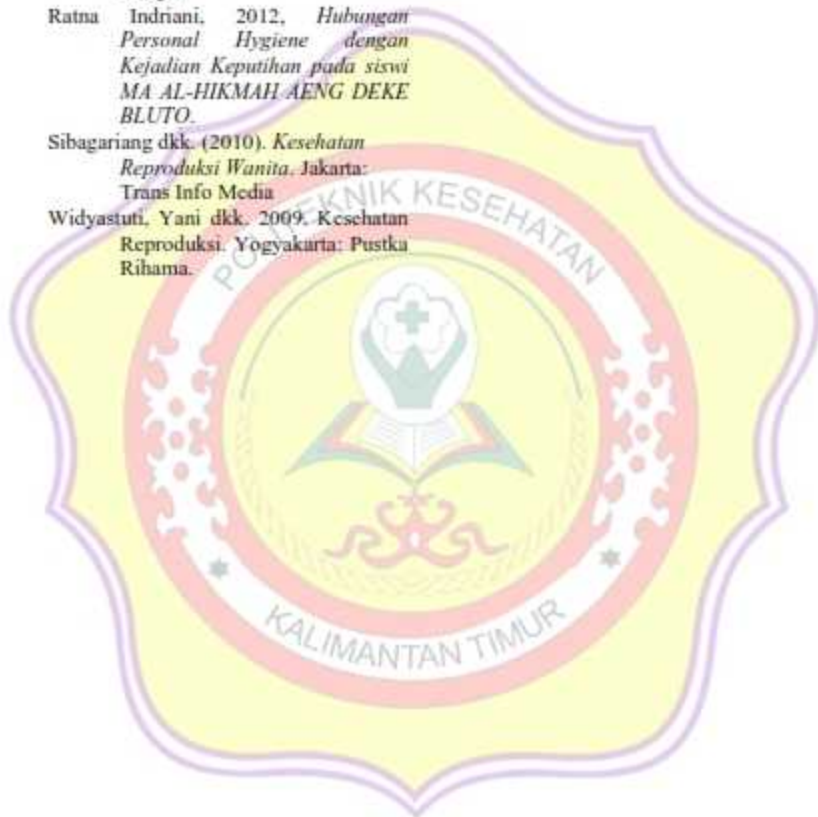 Ratna Indriani, 2012, Hubungan
Personal Hygiene dengan
Kejadian Keputihan pada siswi
MA AL-HIKMAH AENG DEKE
BLUTO.
Sibagariang dkk. (2010). Kesehatan
Reproduksi Wanita. Jakarta:
Trans Info Media
Widyastuti, Yani dkk. 2009. Kesehatan
Reproduksi. Yogyakarta: Pustka
Rihama.
POLITEKNIK KESEHATAN
KALIMANTAN TIMUR